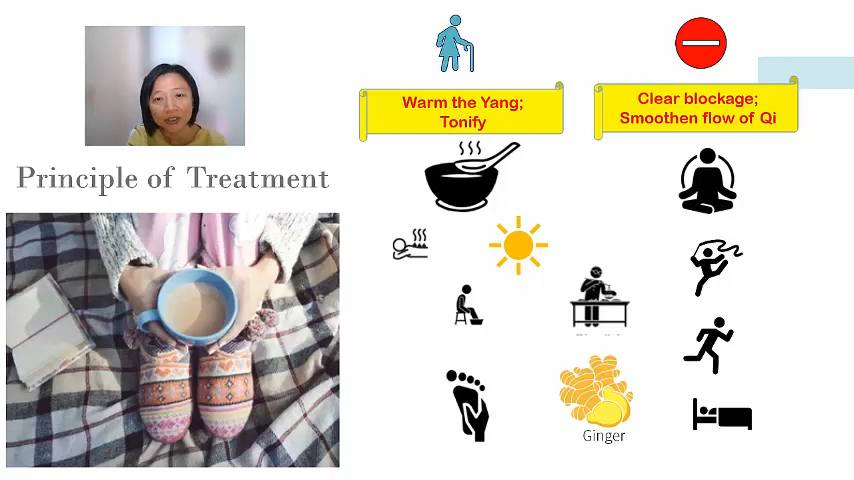 Principle of Treatment
Warm the Yang;
Tonify
Clear blockage;
Smoothen flow of Qi
Ginger